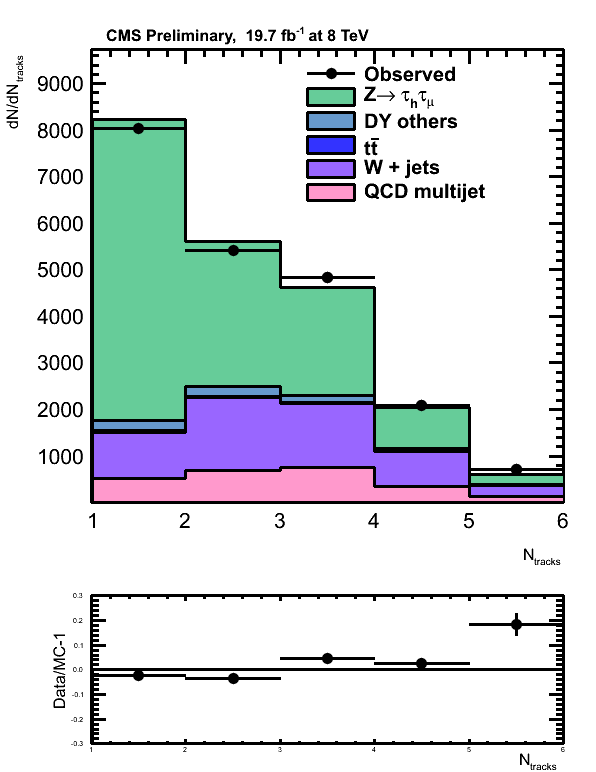 CMS Preliminary, 19.7 fb⁻¹ at 8 TeV
dN/dN_tracks
9000
8000
7000
6000
5000
4000
3000
2000
1000
Observed
Z→ τ_hτ_μ
DY others
tt̄
W + jets
QCD multijet
1 2 3 4 5 6
N_tracks
Data/MC-1
0.3
0.2
0.1
0.0
-0.1
-0.2
-0.3
1 2 3 4 5 6
N_tracks